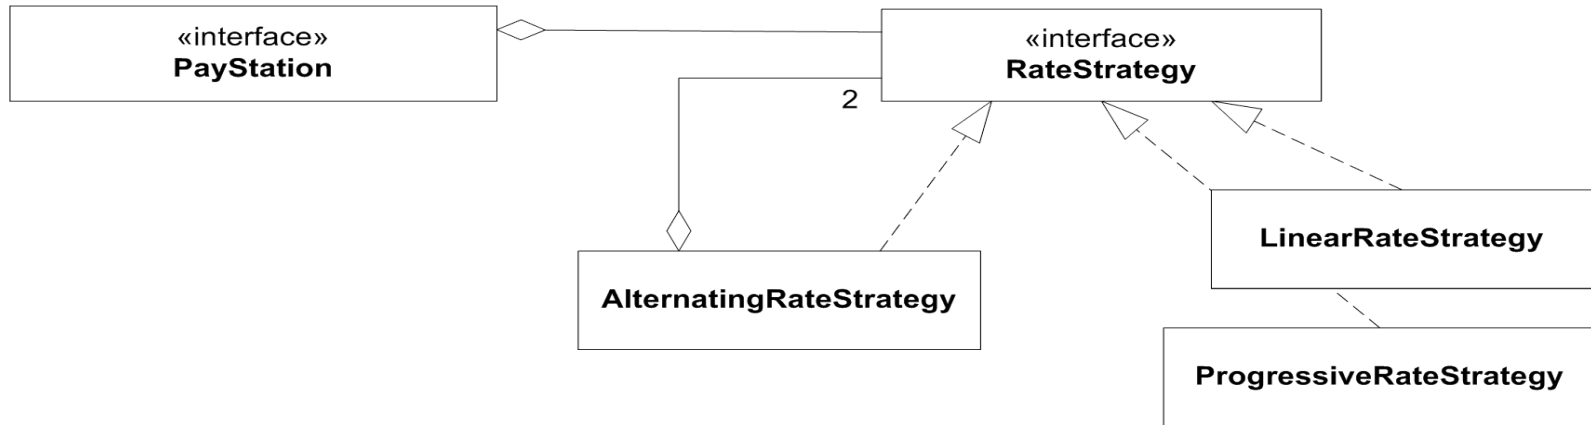 «interface»
PayStation
«interface»
RateStrategy
2
AlternatingRateStrategy
LinearRateStrategy
ProgressiveRateStrategy